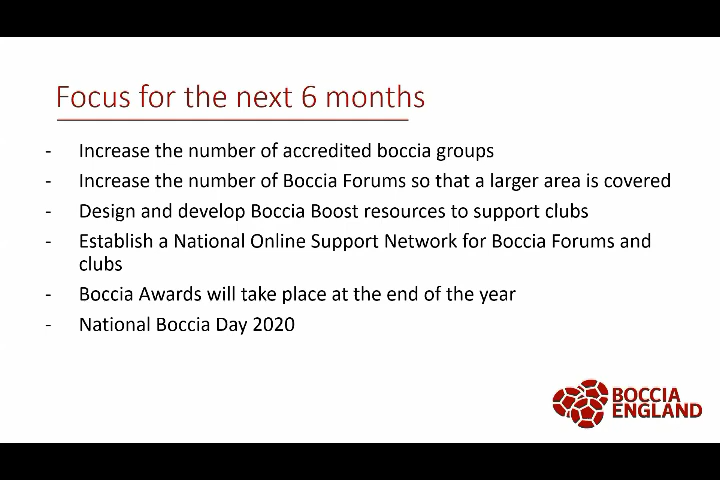 Focus for the next 6 months
- Increase the number of accredited boccia groups
- Increase the number of Boccia Forums so that a larger area is covered
- Design and develop Boccia Boost resources to support clubs
- Establish a National Online Support Network for Boccia Forums and
clubs
- Boccia Awards will take place at the end of the year
- National Boccia Day 2020
BOCCIA
ENGLAND